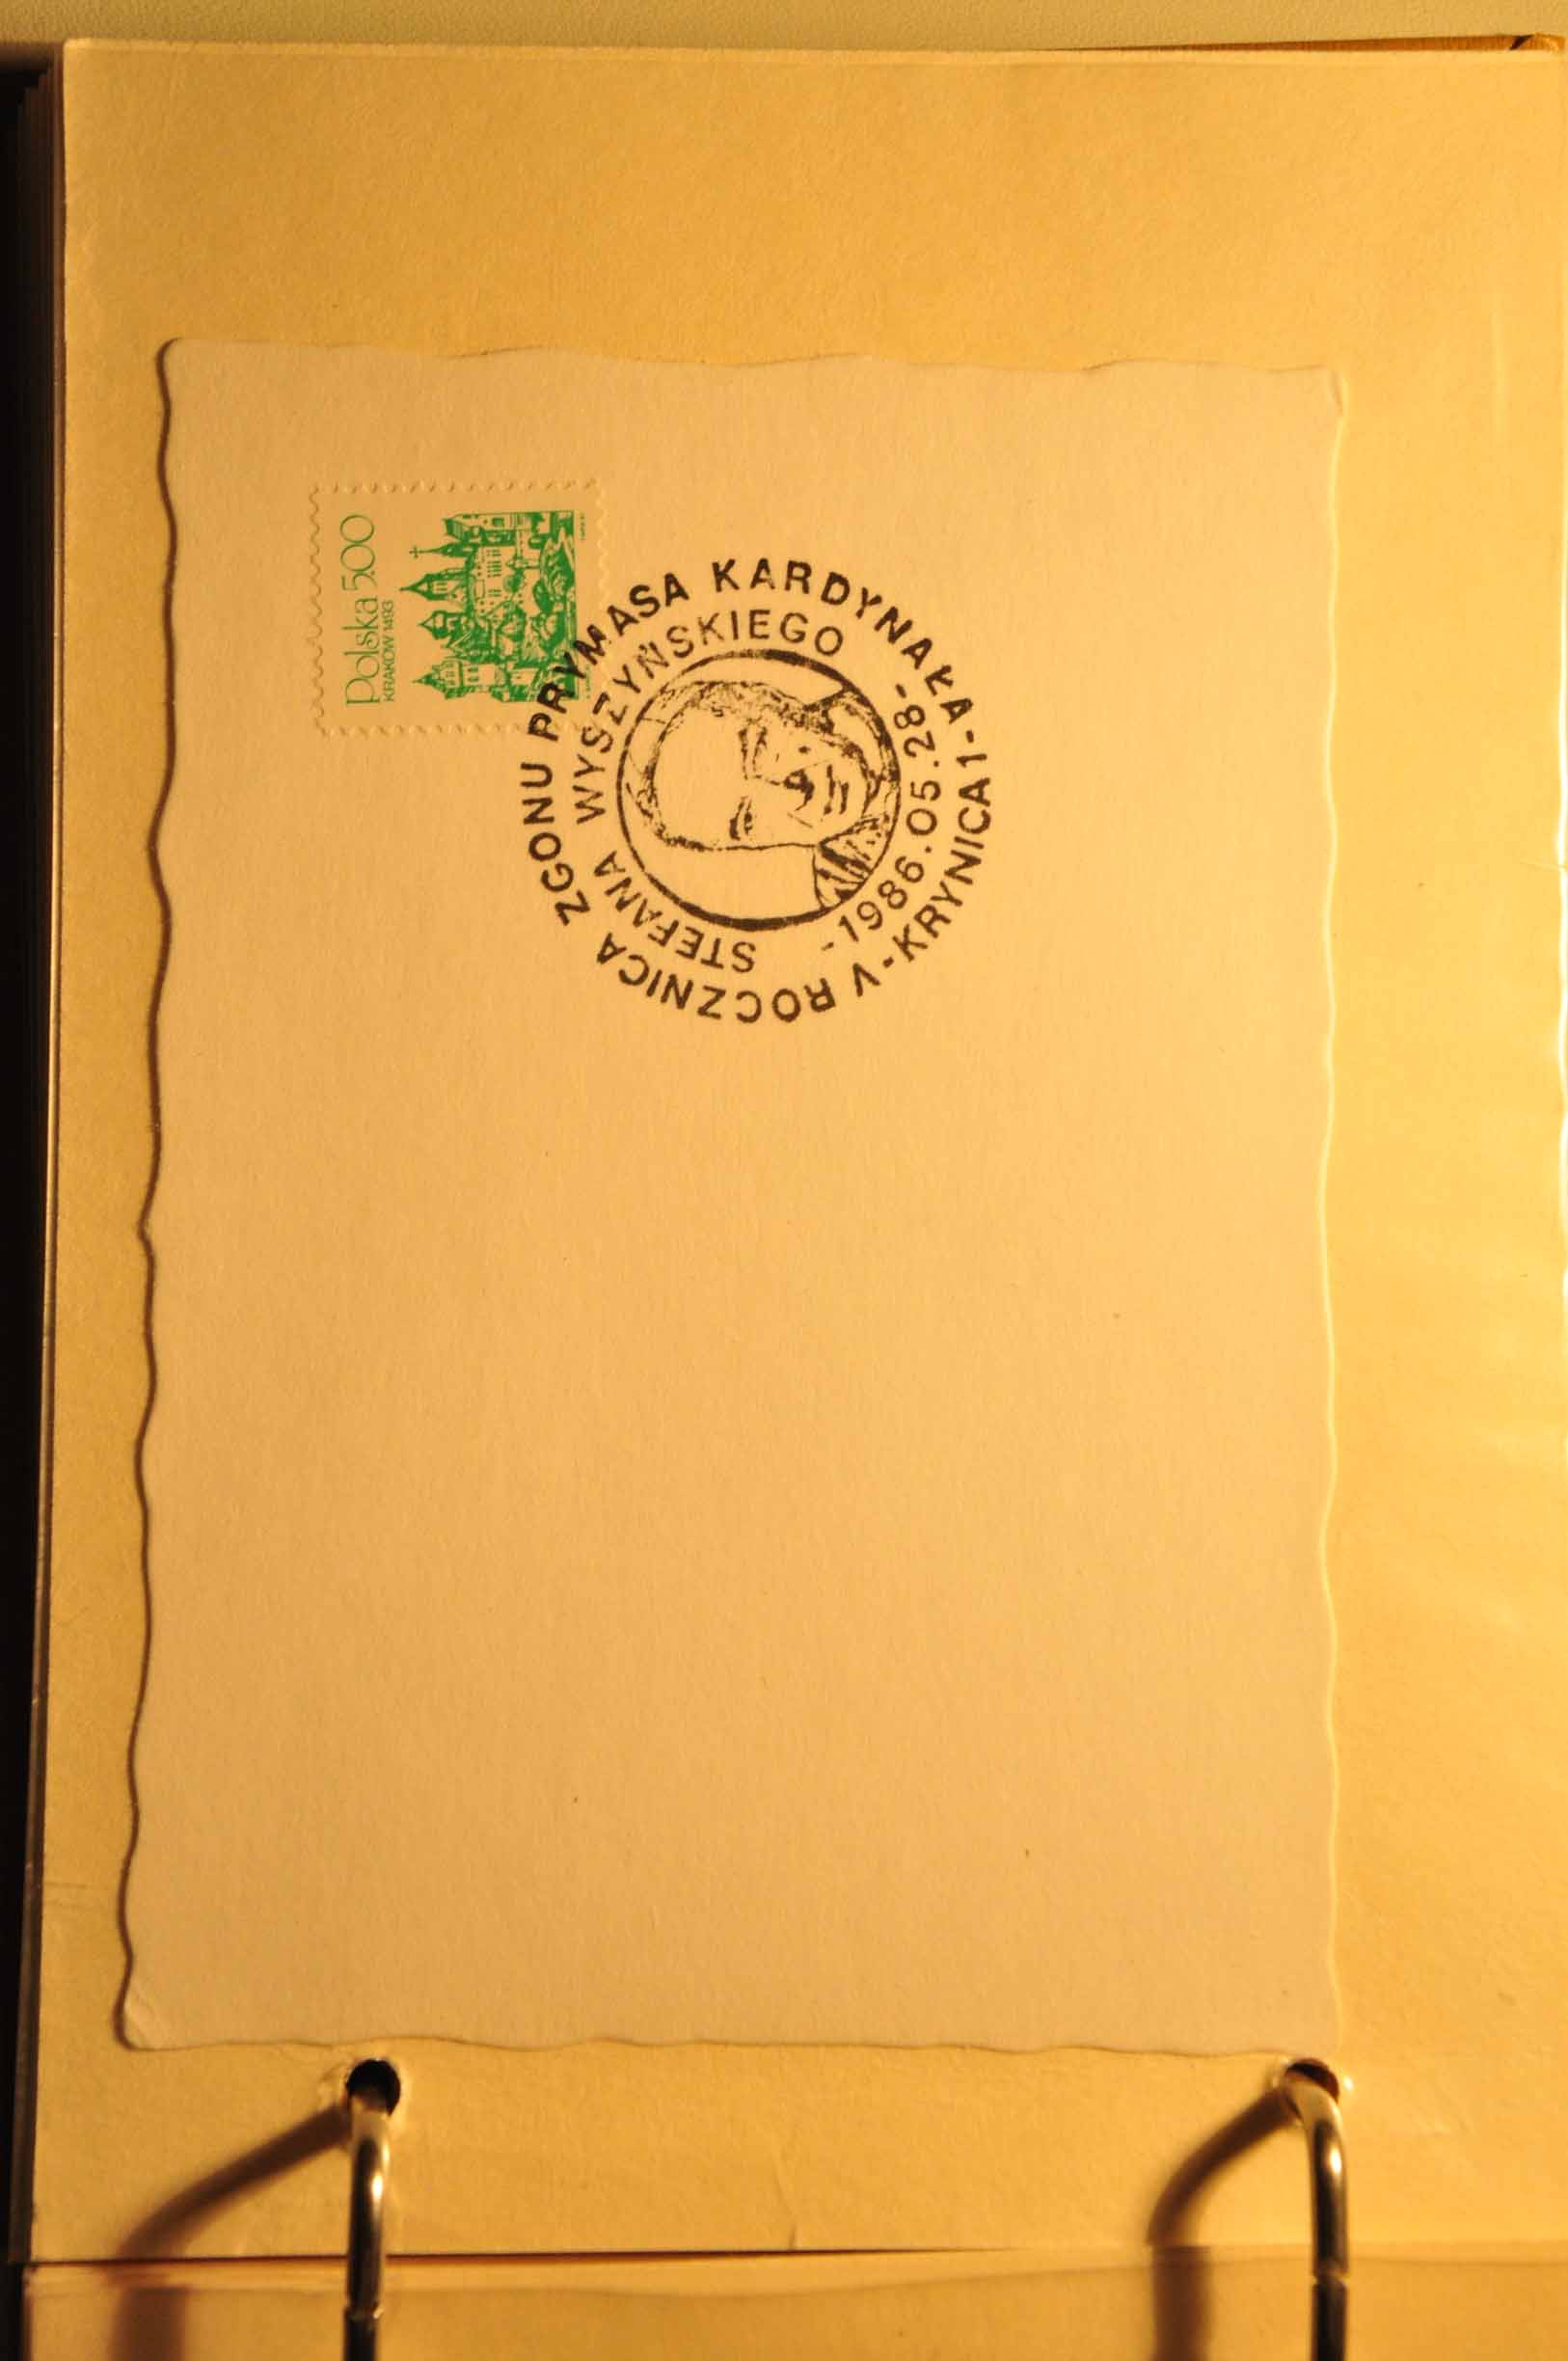 Polska 5.00
KRAKÓW 1493
V ROCZNICA ZGONU PRYMASA KARDYNAŁA
STEFANA WYSZYŃSKIEGO
-1986.05.28-
-KRYNICA 1-